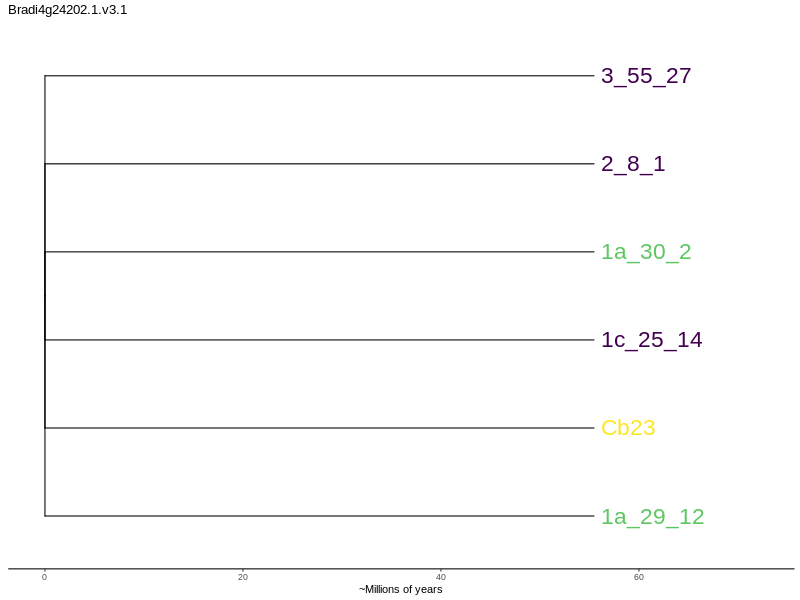 Bradi4g24202.1.v3.1
3_55_27
2_8_1
1a_30_2
1c_25_14
Cb23
1a_29_12
0 20 40 60
~Millions of years